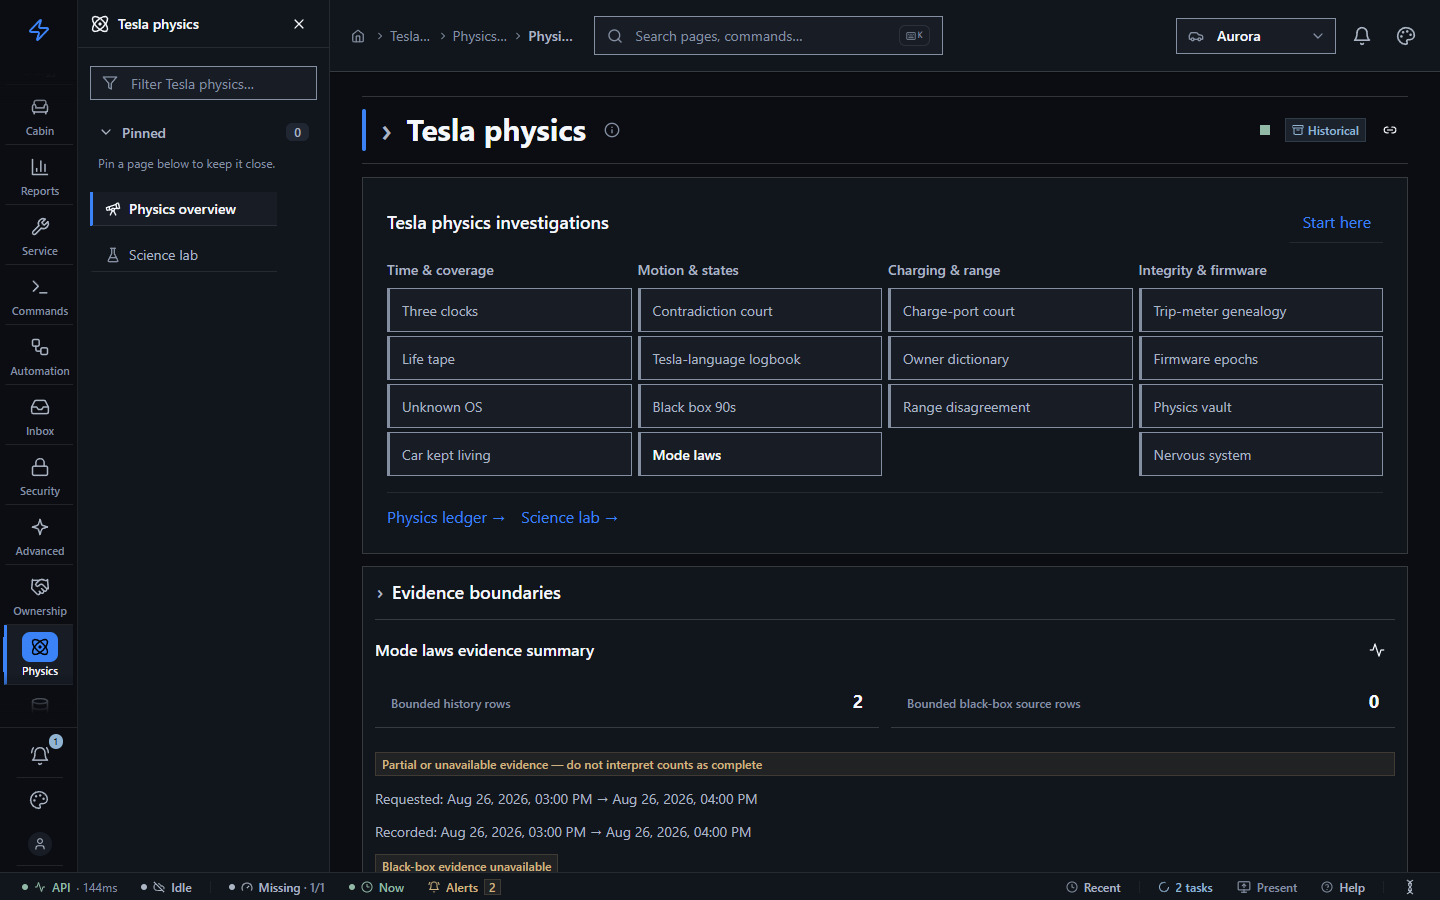 Tesla physics
Tesla...
Physics...
Physi...
Search pages, commands...
K
Aurora
Filter Tesla physics...
Pinned
0
Pin a page below to keep it close.
Physics overview
Science lab
Cabin
Reports
Service
Commands
Automation
Inbox
Security
Advanced
Ownership
Physics
1
Tesla physics
Historical
Tesla physics investigations
Start here
Time & coverage
Three clocks
Life tape
Unknown OS
Car kept living
Motion & states
Contradiction court
Tesla-language logbook
Black box 90s
Mode laws
Charging & range
Charge-port court
Owner dictionary
Range disagreement
Integrity & firmware
Trip-meter genealogy
Firmware epochs
Physics vault
Nervous system
Physics ledger →
Science lab →
Evidence boundaries
Mode laws evidence summary
Bounded history rows
2
Bounded black-box source rows
0
Partial or unavailable evidence — do not interpret counts as complete
Requested: Aug 26, 2026, 03:00 PM → Aug 26, 2026, 04:00 PM
Recorded: Aug 26, 2026, 03:00 PM → Aug 26, 2026, 04:00 PM
Black-box evidence unavailable
API · 144ms
Idle
Missing · 1/1
Now
Alerts 2
Recent
2 tasks
Present
Help